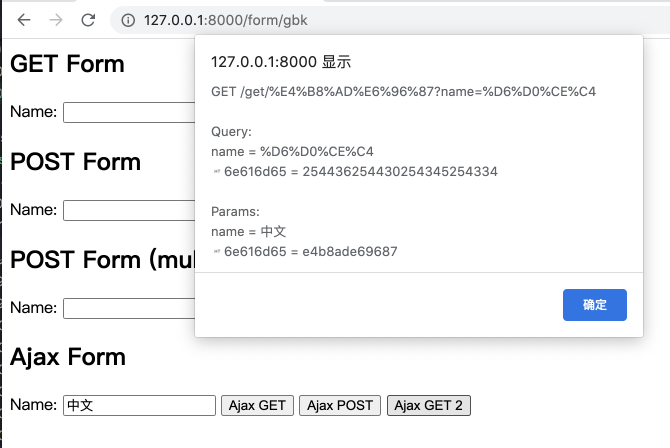 127.0.0.1:8000/form/gbk
GET Form
Name:
POST Form
Name:
POST Form (mul
Name:
Ajax Form
Name: 中文 Ajax GET Ajax POST Ajax GET 2
127.0.0.1:8000 显示
GET /get/%E4%B8%AD%E6%96%87?name=%D6%D0%CE%C4
Query:
name = %D6%D0%CE%C4
6e616d65 = 254436254430254345254334
Params:
name = 中文
6e616d65 = e4b8ade69687
确定